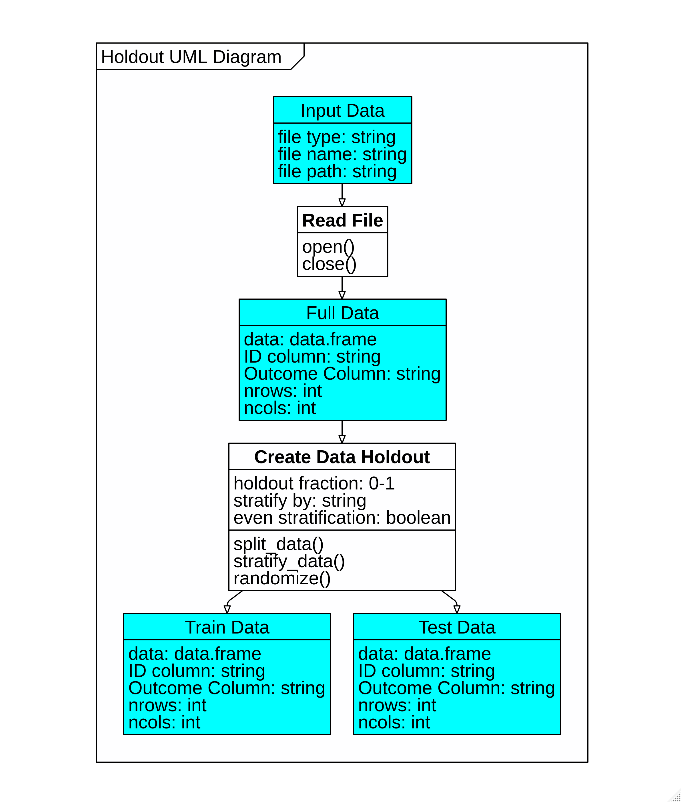 Holdout UML Diagram
Input Data
file type: string
file name: string
file path: string
Read File
open()
close()
Full Data
data: data.frame
ID column: string
Outcome Column: string
nrows: int
ncols: int
Create Data Holdout
holdout fraction: 0-1
stratify by: string
even stratification: boolean
split_data()
stratify_data()
randomize()
Train Data
data: data.frame
ID column: string
Outcome Column: string
nrows: int
ncols: int
Test Data
data: data.frame
ID column: string
Outcome Column: string
nrows: int
ncols: int